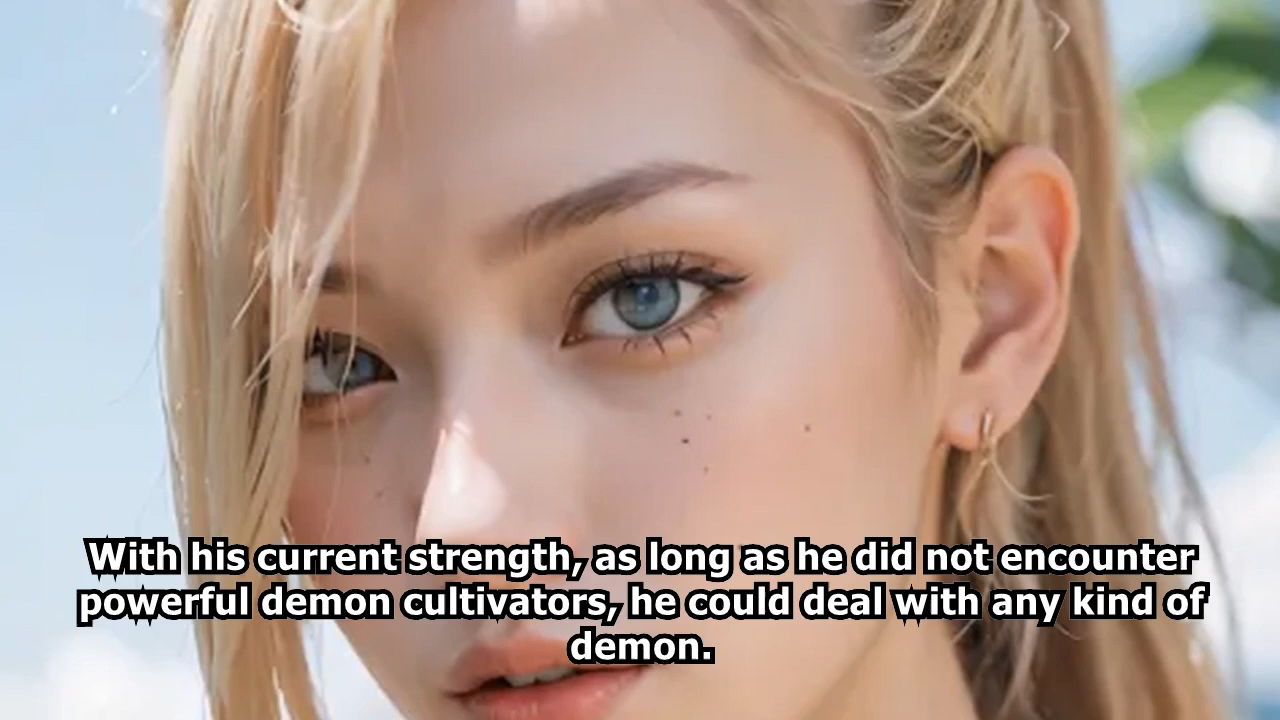 With his current strength, as long as he did not encounter
powerful demon cultivators, he could deal with any kind of
demon.